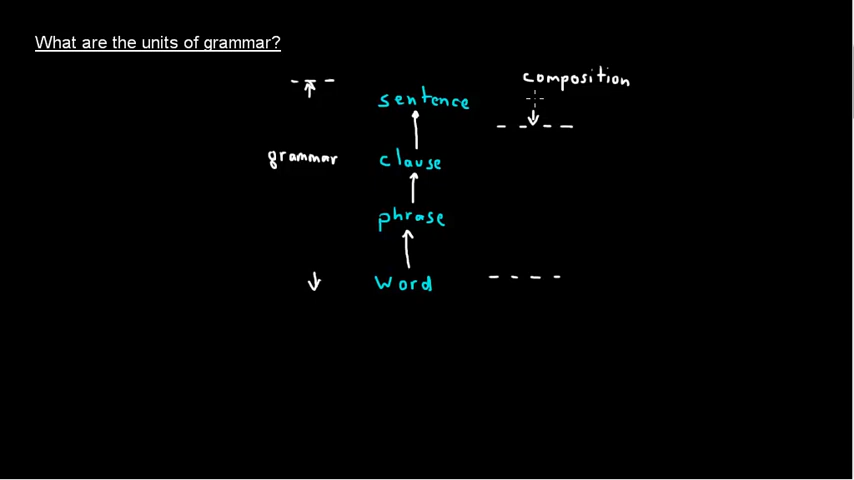 What are the units of grammar?
composition
sentence
grammar clause
phrase
word